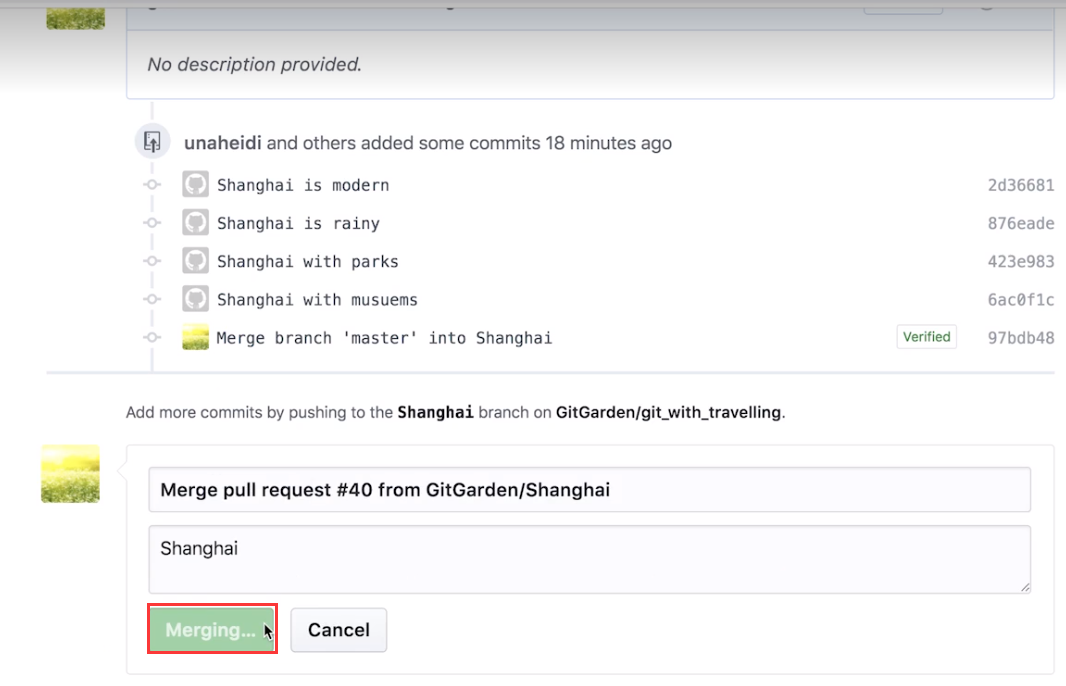 No description provided.
unaheidi and others added some commits 18 minutes ago
Shanghai is modern 2d36681
Shanghai is rainy 876eade
Shanghai with parks 423e983
Shanghai with musuems 6ac0f1c
Merge branch 'master' into Shanghai Verified 97bdb48
Add more commits by pushing to the Shanghai branch on GitGarden/git_with_travelling.
Merge pull request #40 from GitGarden/Shanghai
Shanghai
Merging... Cancel